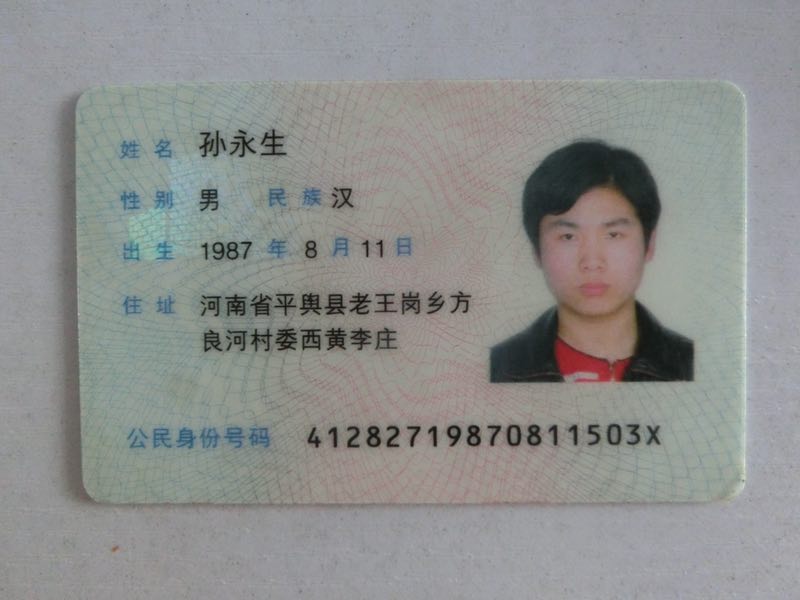 姓名 孙永生
性别 男 民族 汉
出生 1987 年 8 月 11 日
住址 河南省平舆县老王岗乡方
良河村委西黄李庄
公民身份号码 41282719870811503X